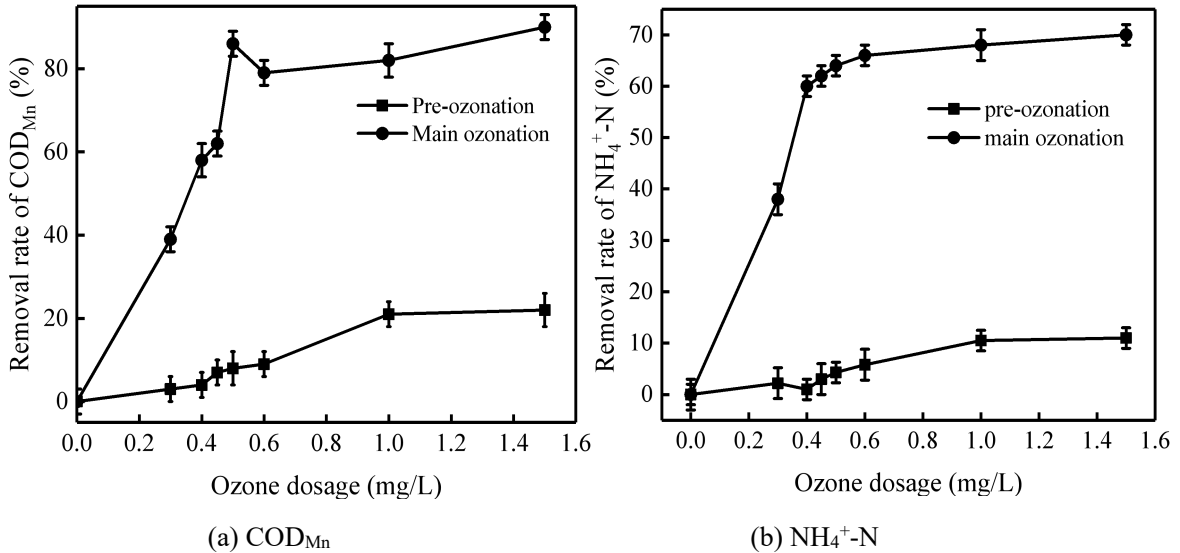 Removal rate of COD_Mn (%)
80
60
40
20
0
Pre-ozonation
Main ozonation
0.0 0.2 0.4 0.6 0.8 1.0 1.2 1.4 1.6
Ozone dosage (mg/L)
(a) COD_Mn
Removal rate of NH₄⁺-N (%)
70
60
50
40
30
20
10
0
pre-ozonation
main ozonation
0.0 0.2 0.4 0.6 0.8 1.0 1.2 1.4 1.6
Ozone dosage (mg/L)
(b) NH₄⁺-N